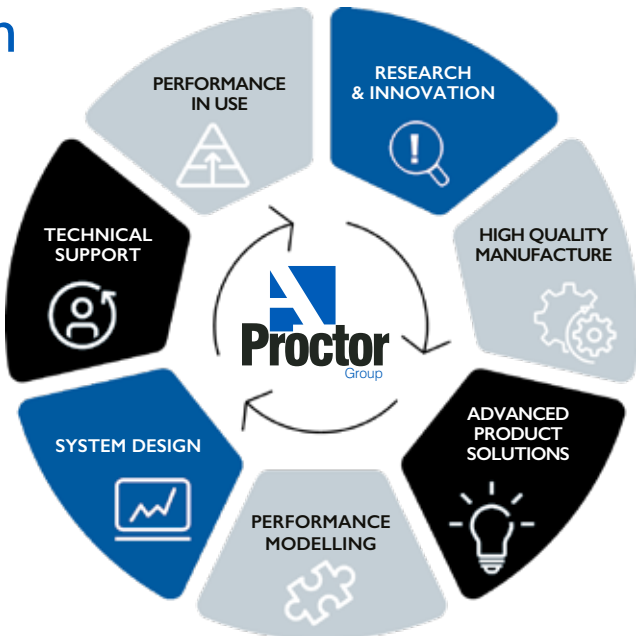 n
RESEARCH
& INNOVATION
HIGH QUALITY
MANUFACTURE
ADVANCED
PRODUCT
SOLUTIONS
PERFORMANCE
MODELLING
SYSTEM DESIGN
TECHNICAL
SUPPORT
PERFORMANCE
IN USE
A
Proctor
Group